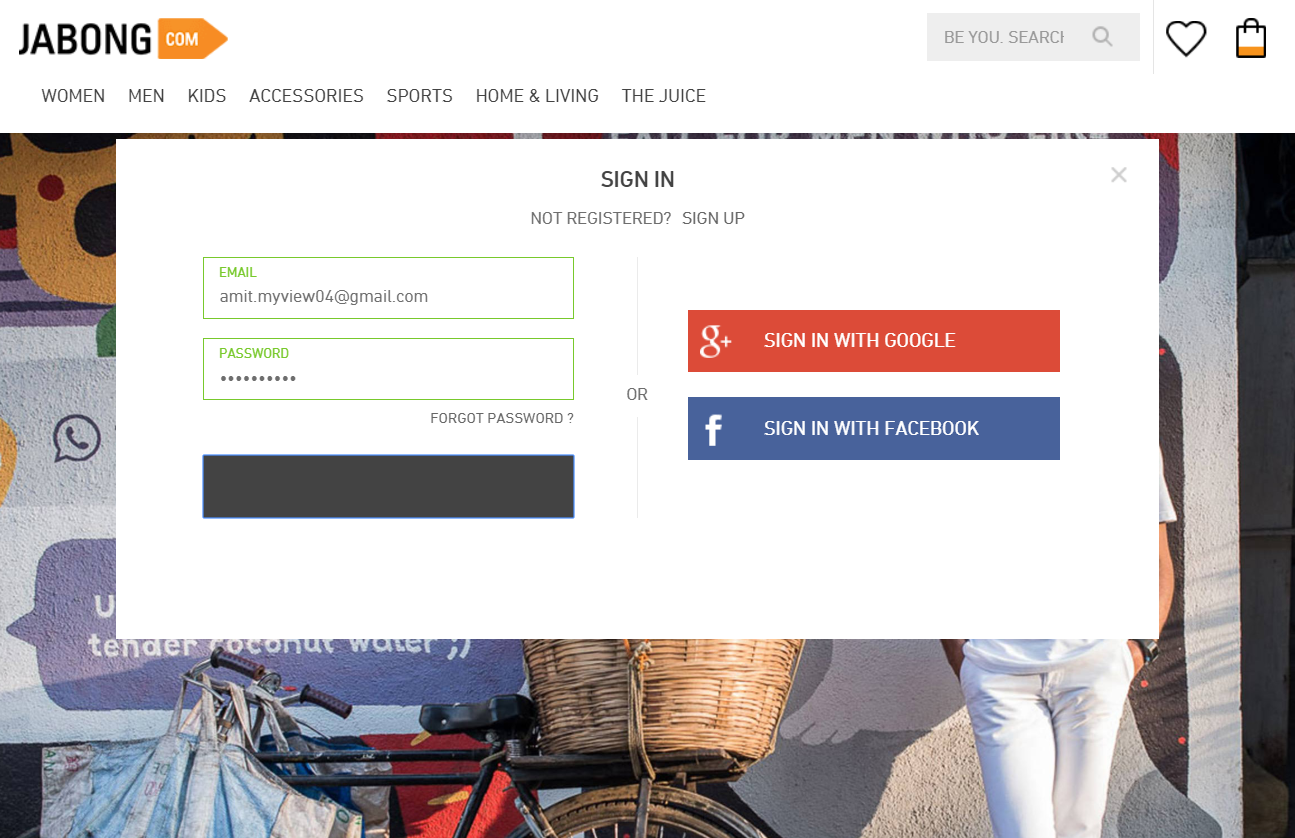 JABONG COM
BE YOU. SEARCH
WOMEN MEN KIDS ACCESSORIES SPORTS HOME & LIVING THE JUICE
SIGN IN
NOT REGISTERED? SIGN UP
EMAIL
amit.myview04@gmail.com
PASSWORD
••••••••••
FORGOT PASSWORD ?
OR
g+ SIGN IN WITH GOOGLE
f SIGN IN WITH FACEBOOK
tender coconut water ;)